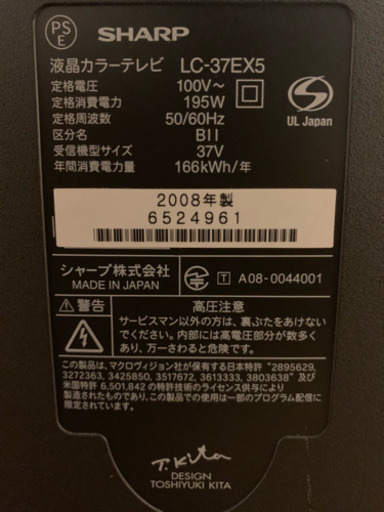 PS
E
SHARP
液晶カラーテレビ LC-37EX5
定格電圧 100V～
定格消費電力 195W
定格周波数 50/60Hz
区分名 BII
受信機型サイズ 37V
年間消費電力量 166kWh/年
UL Japan
2008年製
6524961
シャープ株式会社
MADE IN JAPAN
T A08-0044001
警告 高圧注意
サービスマン以外の方は、裏ぶたをあけない
でください。内部には高電圧部分が数多く
あり、万一さわると危険です。
この製品は、マクロヴィジョン社が保有する日本特許 "2895629,
3272363, 3425850, 3517672, 3613333, 3803638"及び
米国特許 6,501,842 の特許技術のライセンス供与により
製造されたものであり、この技術の使用は一部のプログラム配信に
限定されています。
T.Kita
DESIGN
TOSHIYUKI KITA